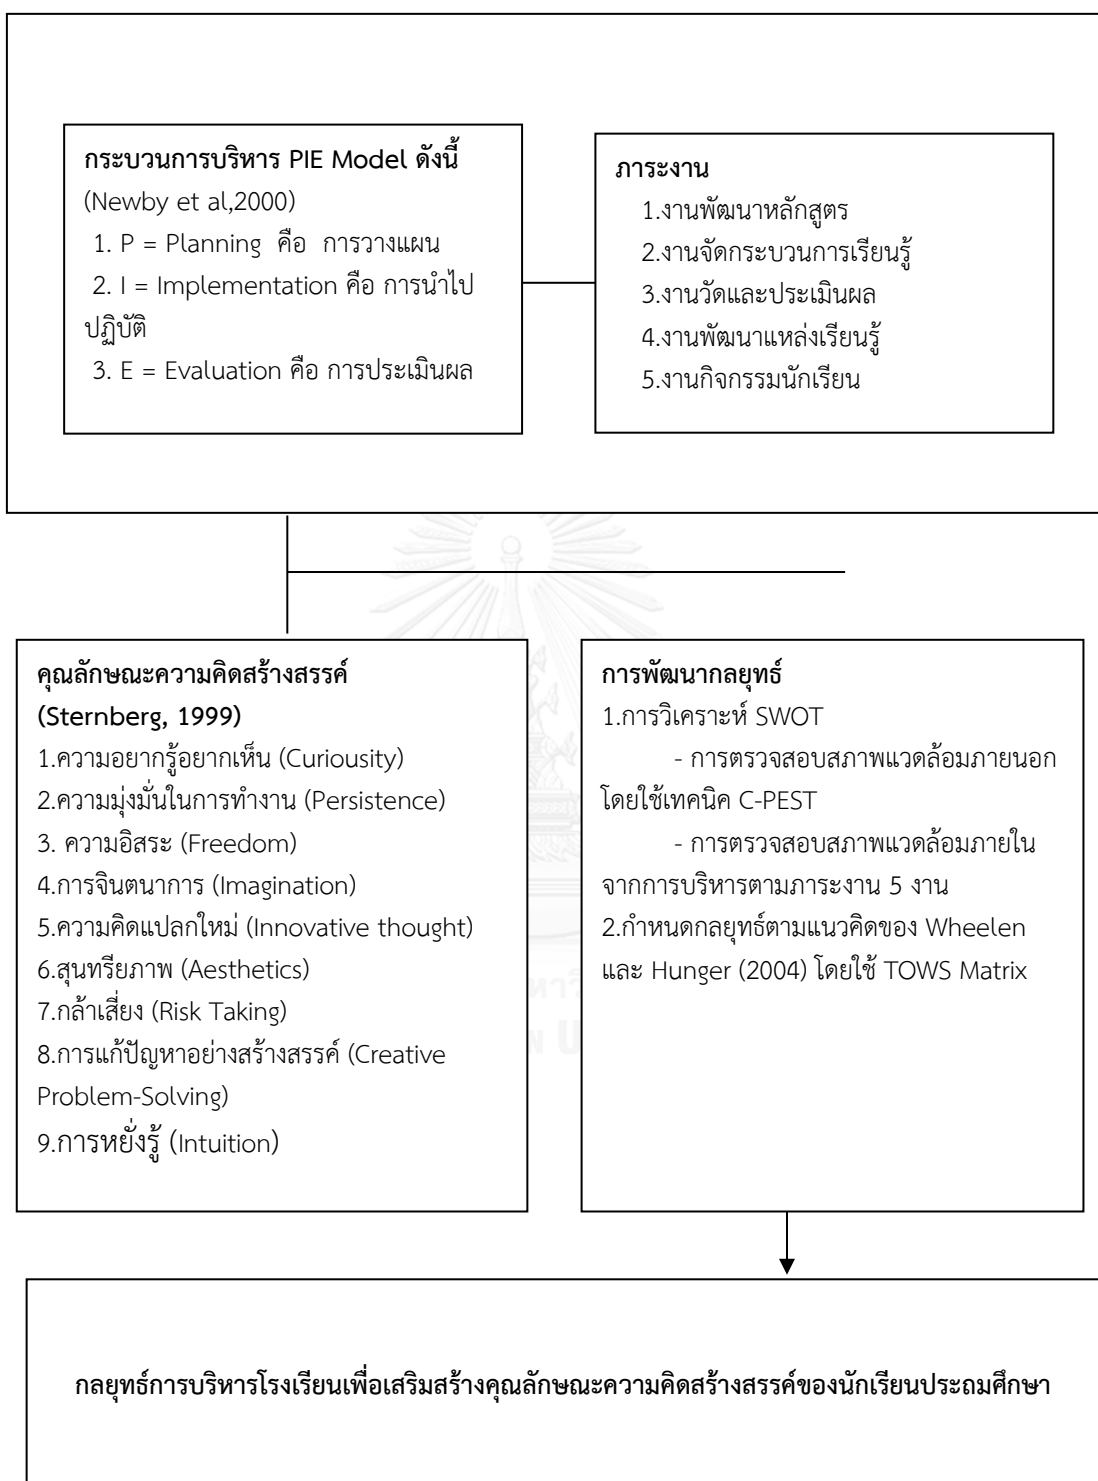 กระบวนการบริหาร PIE Model ดังนี้
(Newby et al,2000)
1. P = Planning คือ การวางแผน
2. I = Implementation คือ การนำไป
ปฏิบัติ
3. E = Evaluation คือ การประเมินผล
ภาระงาน
1.งานพัฒนาหลักสูตร
2.งานจัดกระบวนการเรียนรู้
3.งานวัดและประเมินผล
4.งานพัฒนาแหล่งเรียนรู้
5.งานกิจกรรมนักเรียน
คุณลักษณะความคิดสร้างสรรค์
(Sternberg, 1999)
1.ความอยากรู้อยากเห็น (Curiousity)
2.ความมุ่งมั่นในการทำงาน (Persistence)
3. ความอิสระ (Freedom)
4.การจินตนาการ (Imagination)
5.ความคิดแปลกใหม่ (Innovative thought)
6.สุนทรียภาพ (Aesthetics)
7.กล้าเสี่ยง (Risk Taking)
8.การแก้ปัญหาอย่างสร้างสรรค์ (Creative
Problem-Solving)
9.การหยั่งรู้ (Intuition)
การพัฒนากลยุทธ์
1.การวิเคราะห์ SWOT
- การตรวจสอบสภาพแวดล้อมภายนอก
โดยใช้เทคนิค C-PEST
- การตรวจสอบสภาพแวดล้อมภายใน
จากการบริหารตามภาระงาน 5 งาน
2.กำหนดกลยุทธ์ตามแนวคิดของ Wheelen
และ Hunger (2004) โดยใช้ TOWS Matrix
กลยุทธ์การบริหารโรงเรียนเพื่อเสริมสร้างคุณลักษณะความคิดสร้างสรรค์ของนักเรียนประถมศึกษา